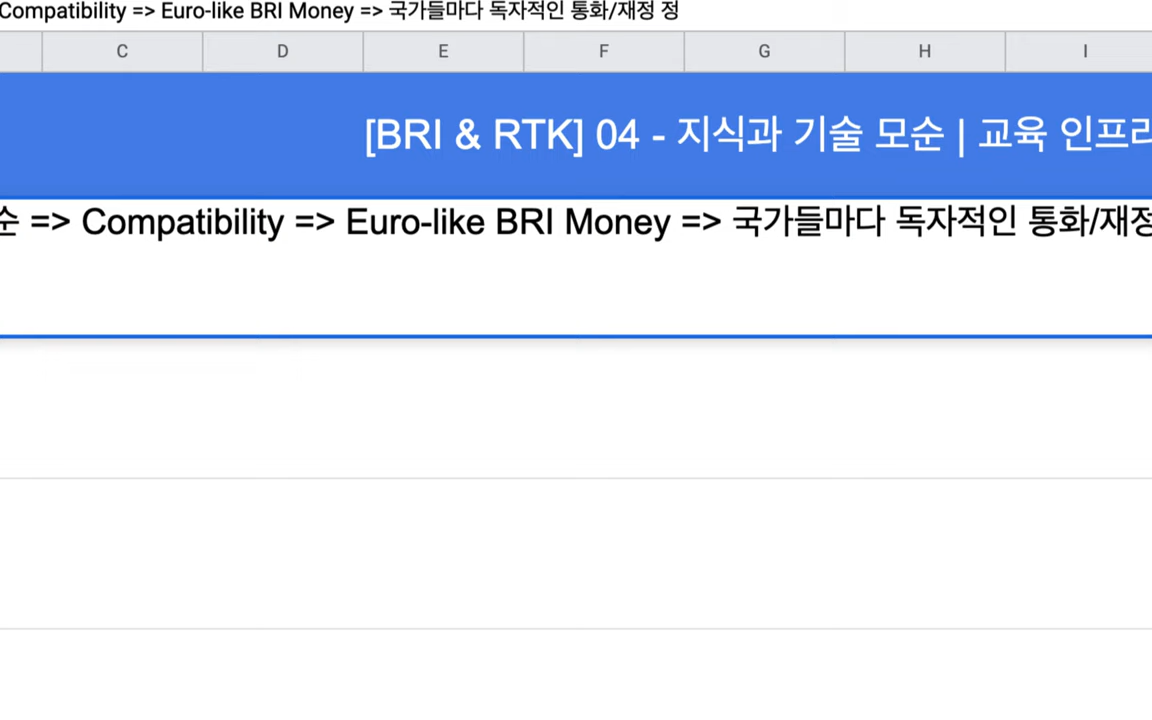 Compatibility => Euro-like BRI Money => 국가들마다 독자적인 통화/재정 정
C D E F G H I
[BRI & RTK] 04 - 지식과 기술 모순 | 교육 인프라
순 => Compatibility => Euro-like BRI Money => 국가들마다 독자적인 통화/재정